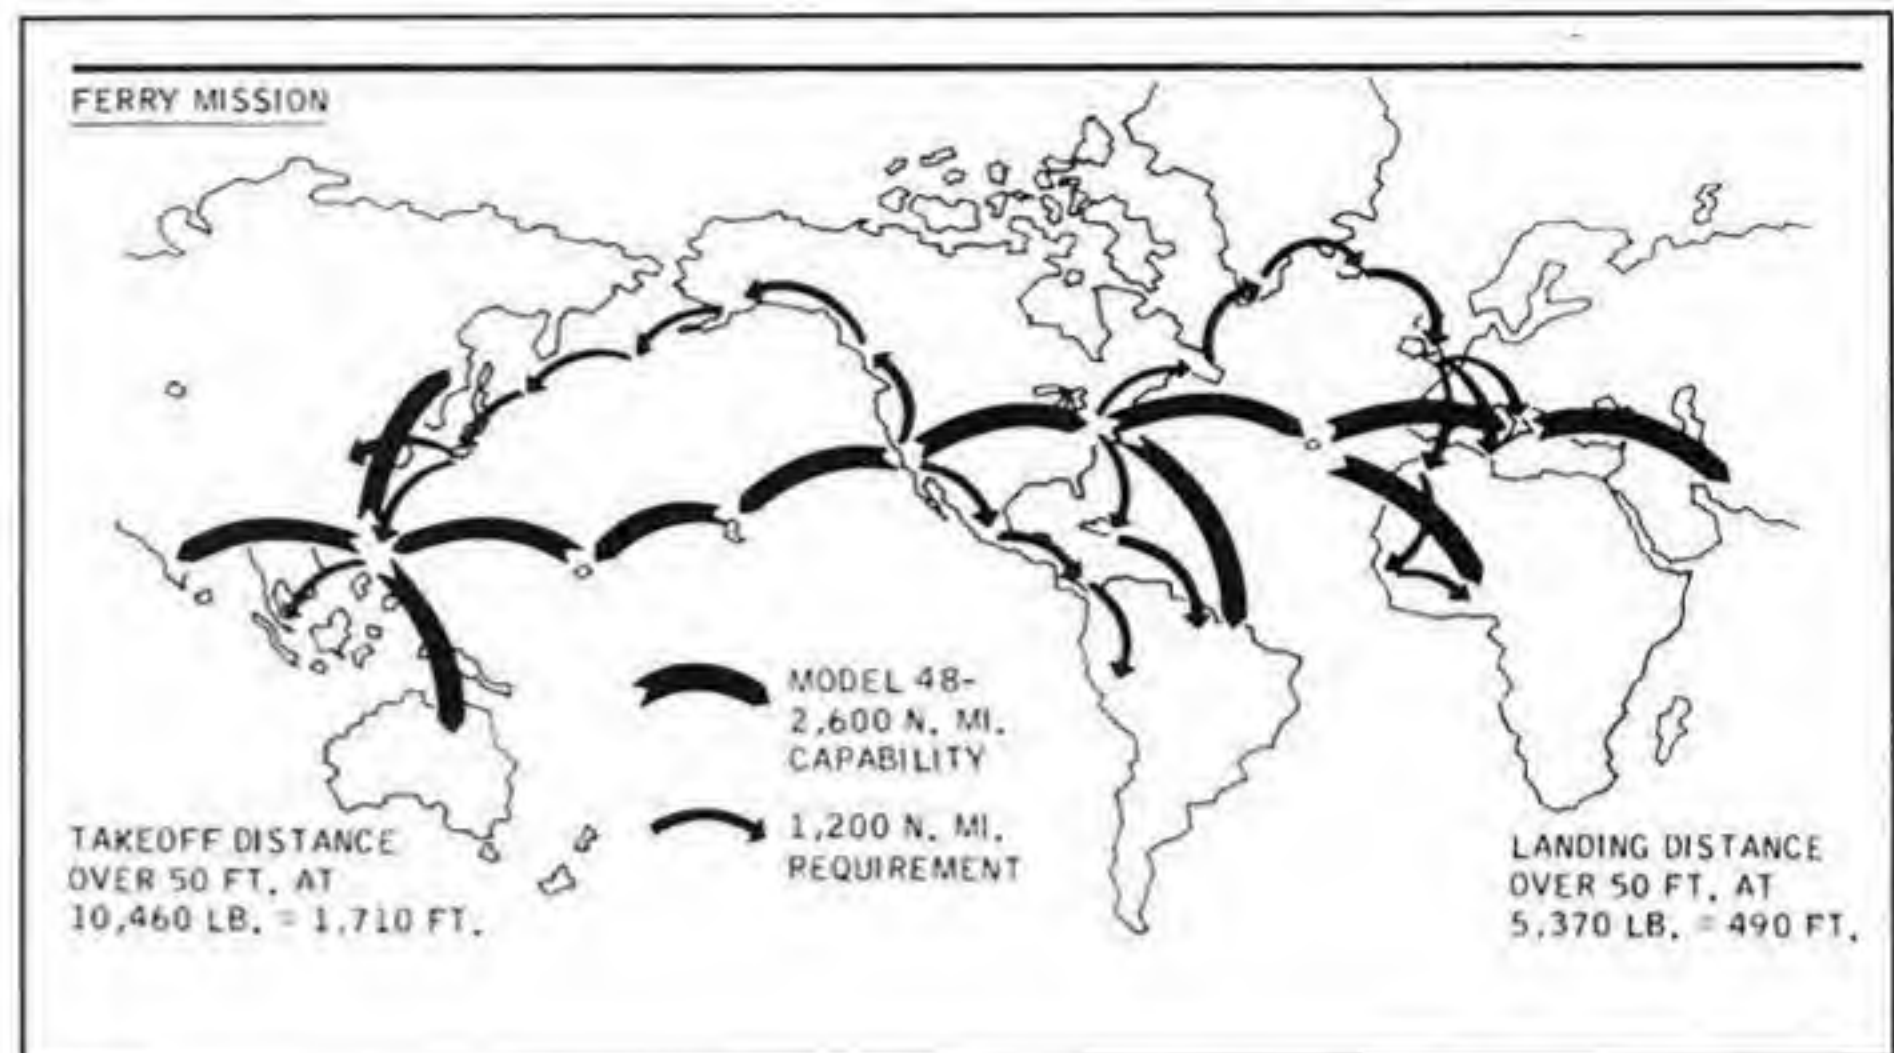 FERRY MISSION
MODEL 48-
2,600 N. MI.
CAPABILITY
1,200 N. MI.
REQUIREMENT
TAKEOFF DISTANCE
OVER 50 FT. AT
10,460 LB. = 1,710 FT.
LANDING DISTANCE
OVER 50 FT. AT
5,370 LB. = 490 FT.